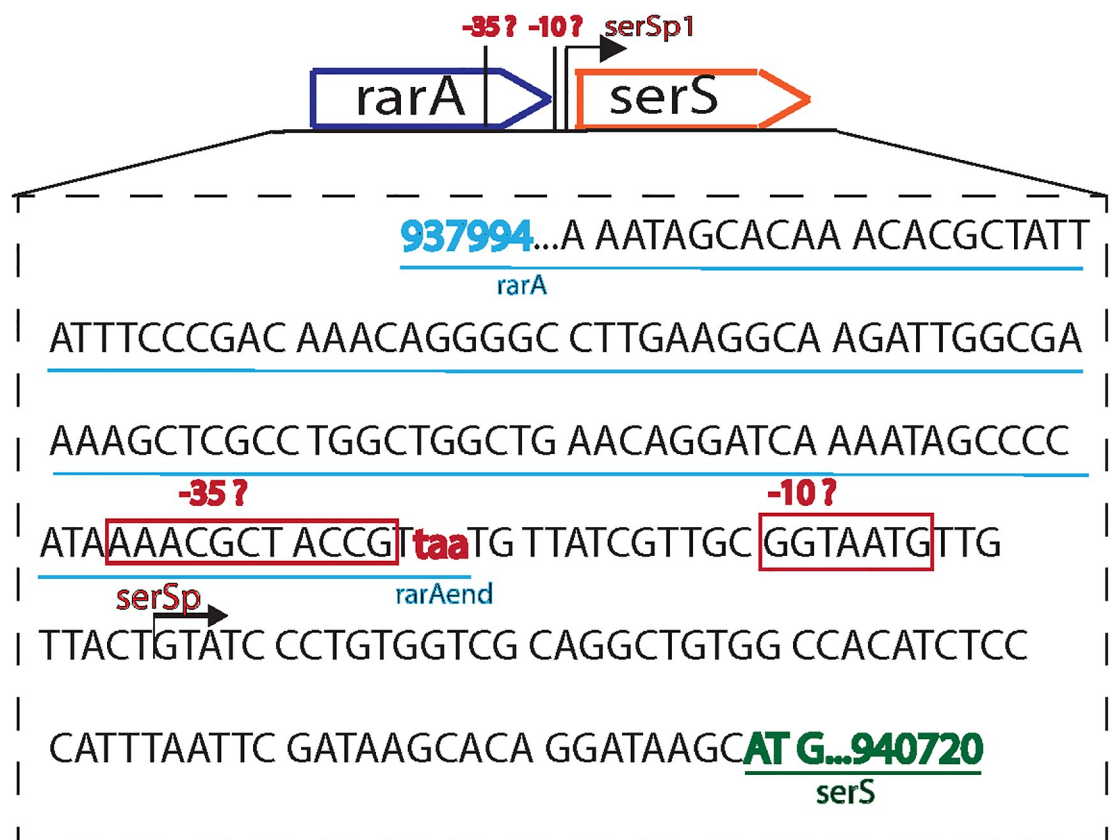 -35 ? -10 ? serSp1
rarA serS
937994...A AATAGCACAA ACACGCTATT
rarA
ATTTCCCGAC AAACAGGGGC CTTGAAGGCA AGATTGGCGA
AAAGCTCGCC TGGCTGGCTG AACAGGATCA AAATAGCCCC
-35 ? -10 ?
ATAAAACGCT ACCGTtaaTG TTATCGTTGC GGTAATGTTG
serSp rarAend
TTACTGTATC CCTGTGGTCG CAGGCTGTGG CCACATCTCC
CATTTAATTC GATAAGCACA GGATAAGCAT G...940720
serS